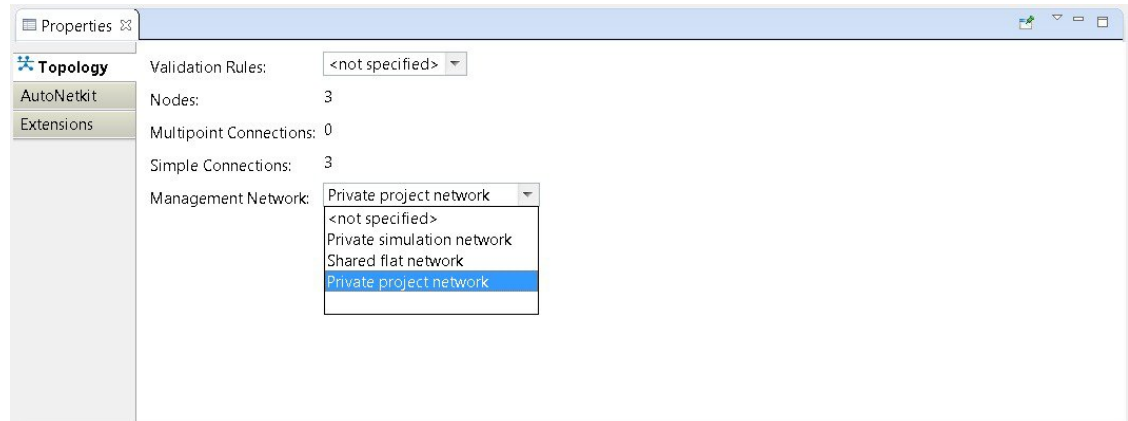 Properties
Topology
AutoNetkit
Extensions
Validation Rules: <not specified>
Nodes: 3
Multipoint Connections: 0
Simple Connections: 3
Management Network: Private project network
<not specified>
Private simulation network
Shared flat network
Private project network